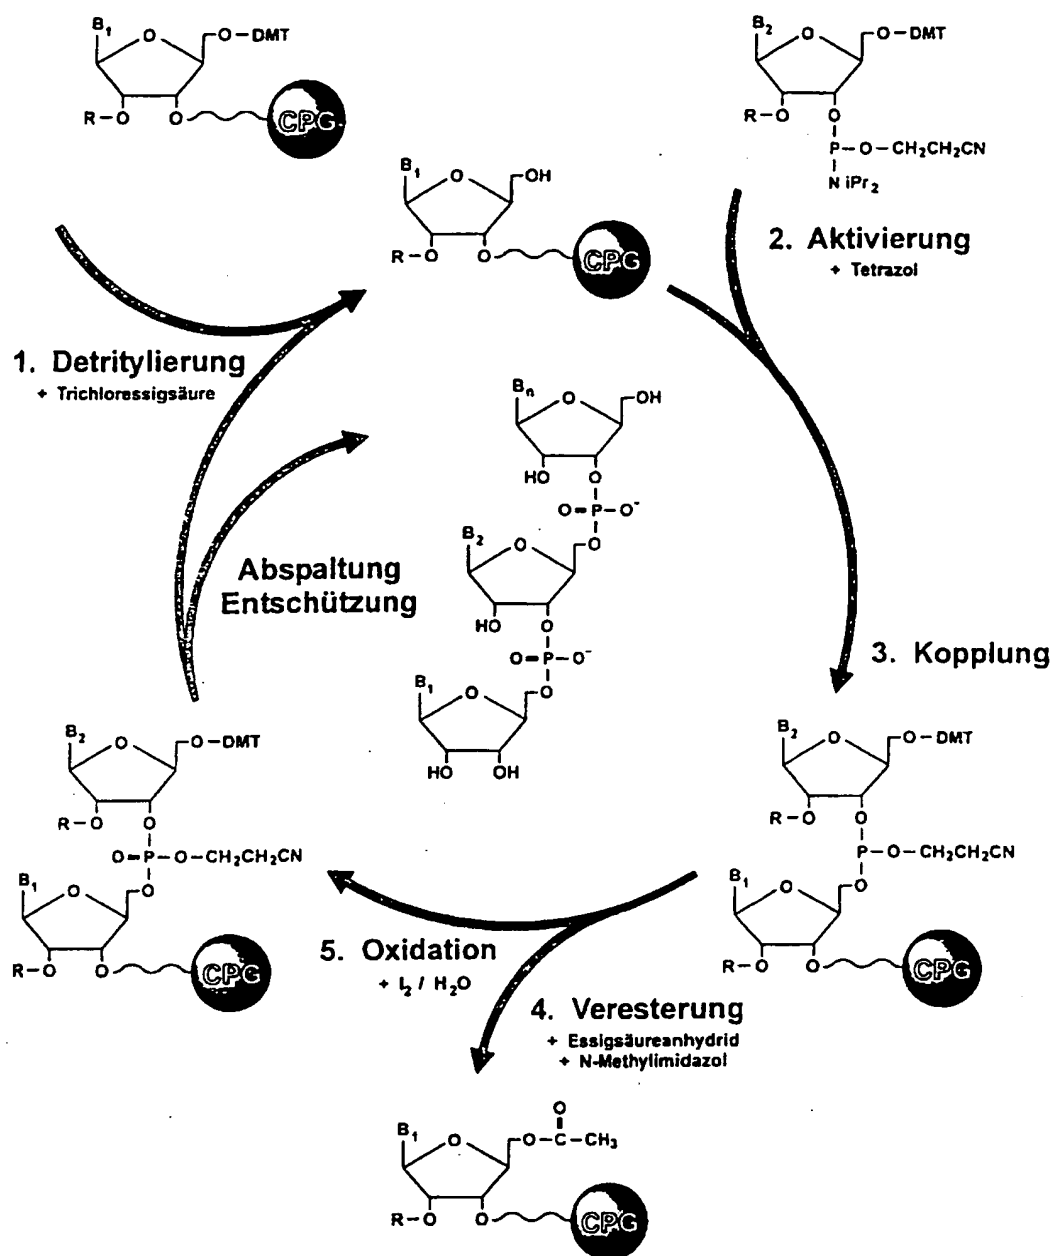 B1 O O–DMT
R–O O CPG
B2 O O–DMT
R–O O
P–O–CH2CH2CN
N iPr2
B1 O OH
R–O O CPG
2. Aktivierung
+ Tetrazol
1. Detritylierung
+ Trichloressigsäure
Bn O OH
HO O
O=P–O-
B2 O O
HO O
O=P–O-
B1 O O
HO OH
Abspaltung
Entschützung
3. Kopplung
B2 O O–DMT
R–O O
P–O–CH2CH2CN
B1 O O
R–O O CPG
4. Veresterung
+ Essigsäureanhydrid
+ N-Methylimidazol
O
B1 O O–C–CH3
R–O O CPG
5. Oxidation
+ I2 / H2O
B2 O O–DMT
R–O O
O=P–O–CH2CH2CN
B1 O O
R–O O CPG